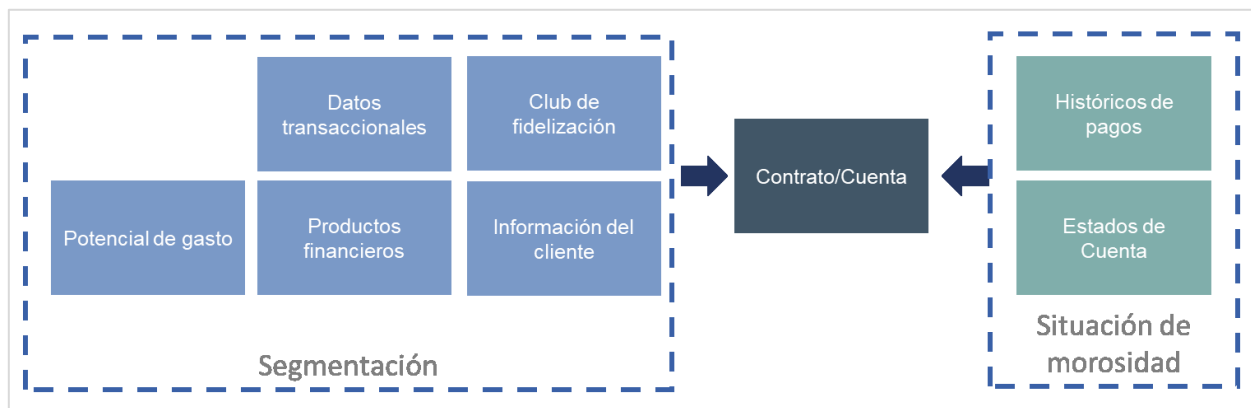 Datos
transaccionales
Club de
fidelización
Potencial de gasto
Productos
financieros
Información del
cliente
Segmentación
Contrato/Cuenta
Históricos de
pagos
Estados de
Cuenta
Situación de
morosidad